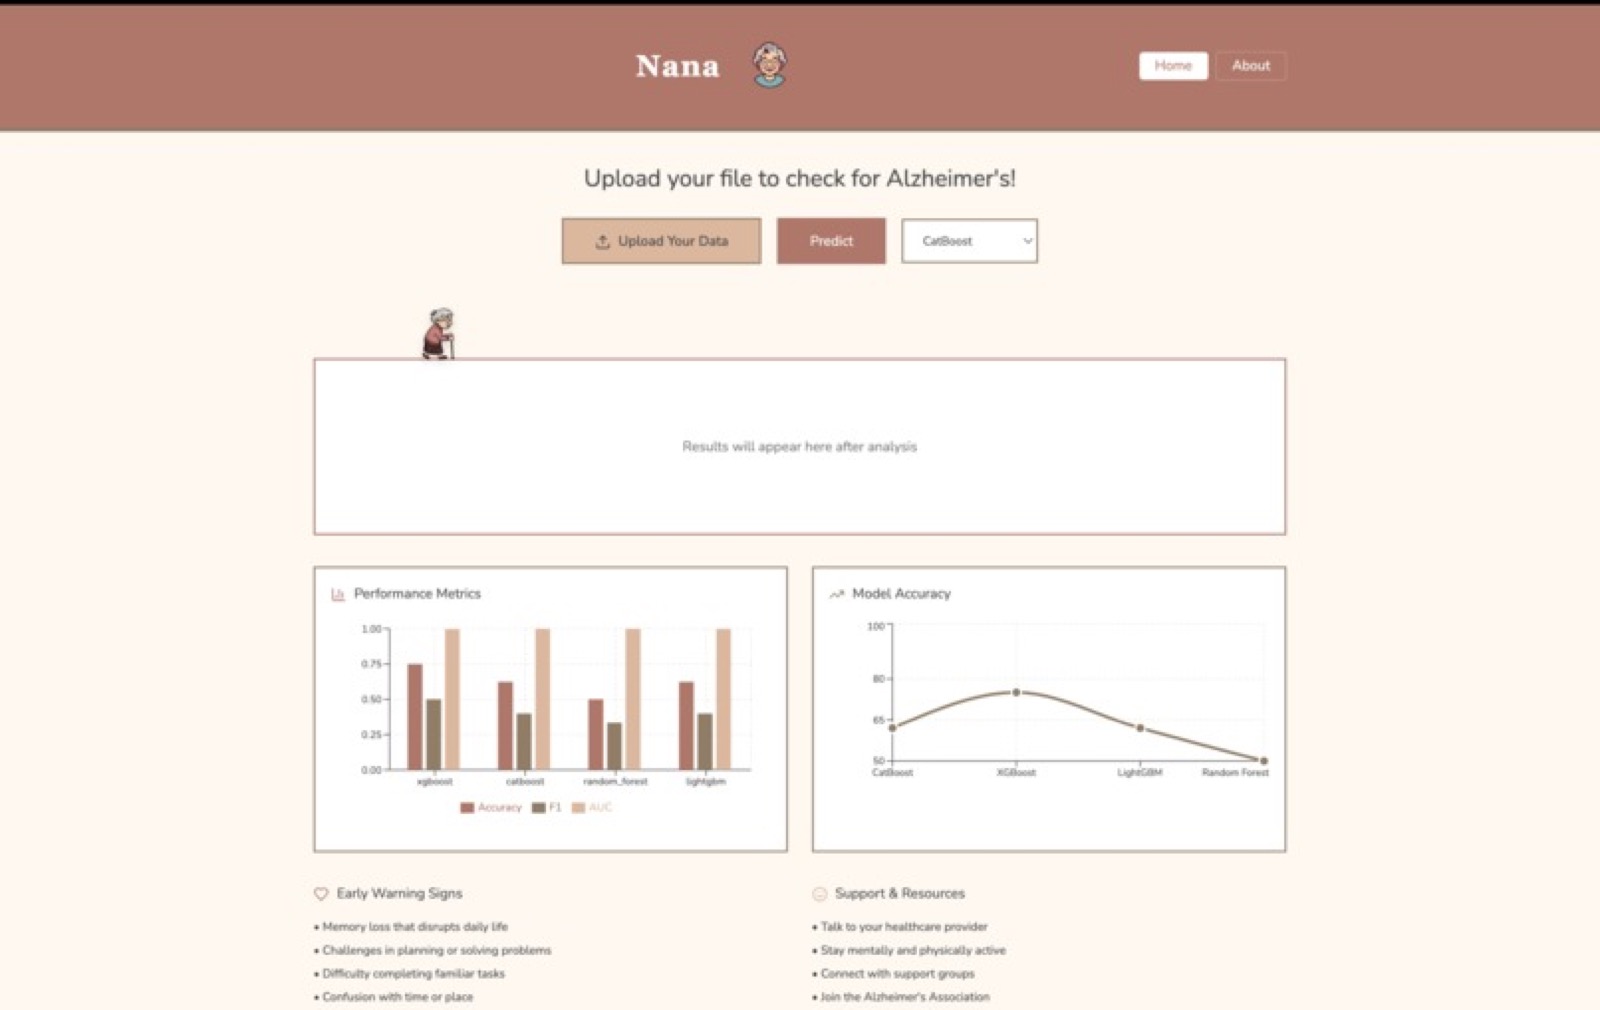 Nana
Home
About
Upload your file to check for Alzheimer's!
Upload Your Data
Predict
CatBoost
Results will appear here after analysis
Performance Metrics
1.00
0.75
0.50
0.25
0.00
xgboost
catboost
random_forest
lightgbm
Accuracy
F1
AUC
Model Accuracy
100
80
65
50
CatBoost
XGBoost
LightGBM
Random Forest
Early Warning Signs
• Memory loss that disrupts daily life
• Challenges in planning or solving problems
• Difficulty completing familiar tasks
• Confusion with time or place
Support & Resources
• Talk to your healthcare provider
• Stay mentally and physically active
• Connect with support groups
• Join the Alzheimer's Association